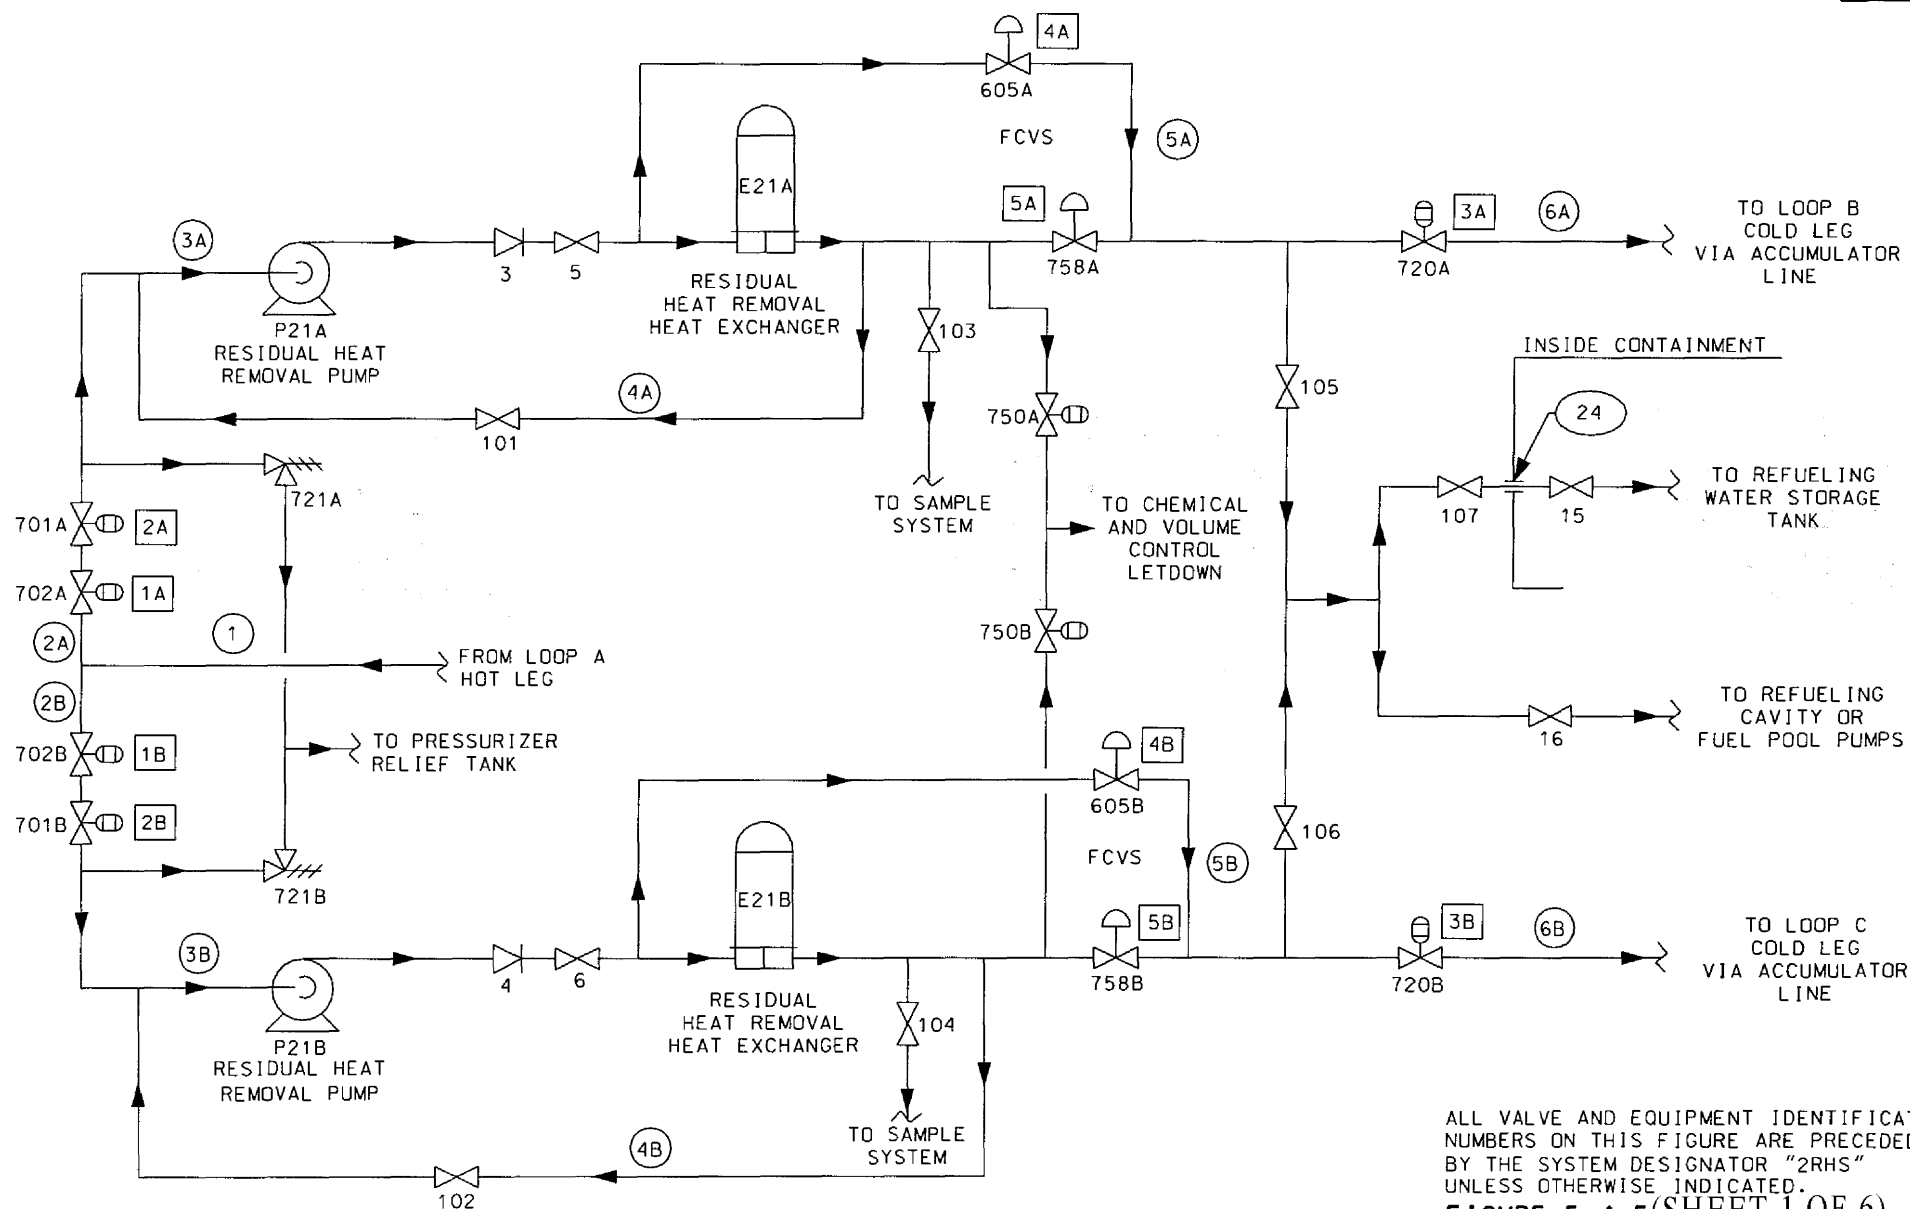 4A
605A
FCVS
5A
E21A
5A
758A
3A
6A
720A
TO LOOP B
COLD LEG
VIA ACCUMULATOR
LINE
3A
P21A
RESIDUAL HEAT
REMOVAL PUMP
3
5
RESIDUAL
HEAT REMOVAL
HEAT EXCHANGER
103
4A
101
750A
105
INSIDE CONTAINMENT
24
721A
701A
2A
702A
1A
TO SAMPLE
SYSTEM
TO CHEMICAL
AND VOLUME
CONTROL
LETDOWN
107
15
TO REFUELING
WATER STORAGE
TANK
2A
1
FROM LOOP A
HOT LEG
750B
2B
702B
1B
TO PRESSURIZER
RELIEF TANK
16
TO REFUELING
CAVITY OR
FUEL POOL PUMPS
701B
2B
721B
4B
605B
FCVS
5B
106
E21B
5B
758B
3B
6B
720B
TO LOOP C
COLD LEG
VIA ACCUMULATOR
LINE
3B
P21B
RESIDUAL HEAT
REMOVAL PUMP
4
6
RESIDUAL
HEAT REMOVAL
HEAT EXCHANGER
104
TO SAMPLE
SYSTEM
4B
102
ALL VALVE AND EQUIPMENT
NUMBERS ON THIS FIGURE ARE PRECEDED
BY THE SYSTEM DESIGNATOR "2RHS"
UNLESS OTHERWISE INDICATED.
(SHEET 1 OF 6)